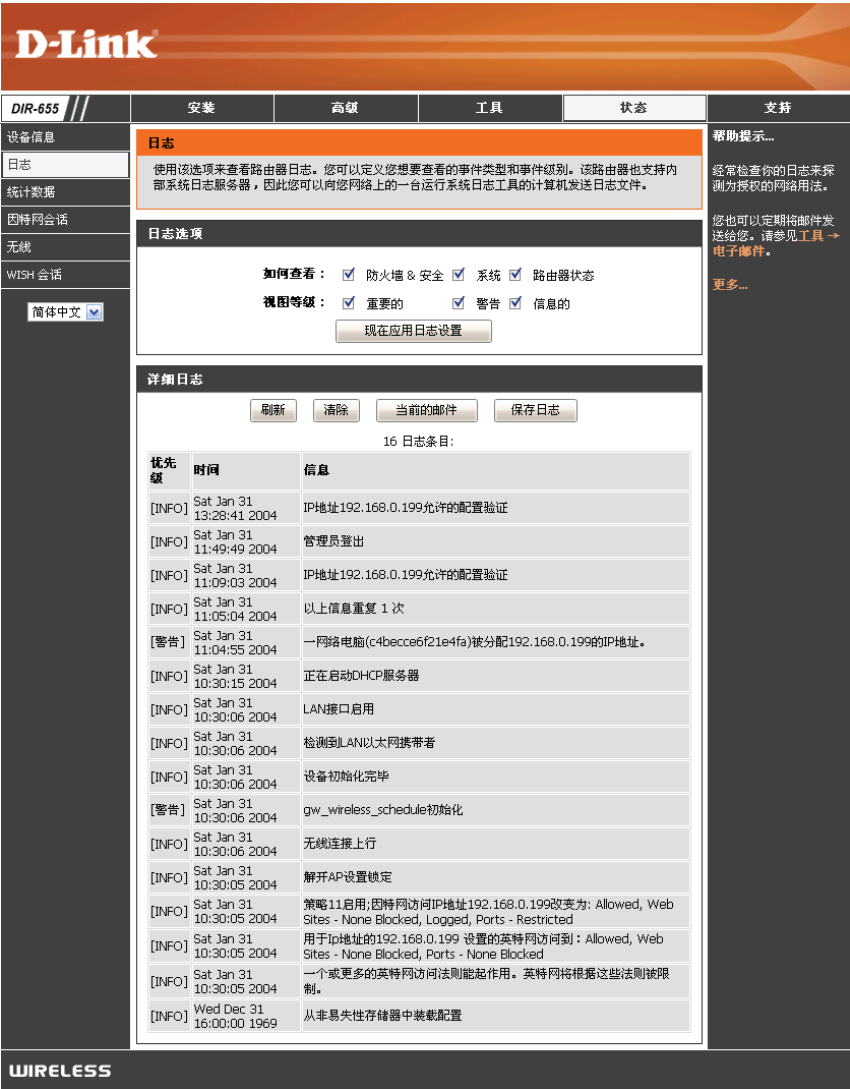 D-Link
DIR-655
安装
高级
工具
状态
支持
设备信息
日志
统计数据
因特网会话
无线
WISH 会话
简体中文
日志
使用该选项来查看路由器日志。您可以定义您想要查看的事件类型和事件级别。该路由器也支持内
部系统日志服务器，因此您可以向您网络上的一台运行系统日志工具的计算机发送日志文件。
日志选项
如何查看： 防火墙 & 安全 系统 路由器状态
视图等级： 重要的 警告 信息的
现在应用日志设置
详细日志
刷新 清除 当前的邮件 保存日志
16 日志条目:
优先
级 时间 信息
[INFO] Sat Jan 31
13:28:41 2004 IP地址192.168.0.199允许的配置验证
[INFO] Sat Jan 31
11:49:49 2004 管理员登出
[INFO] Sat Jan 31
11:09:03 2004 IP地址192.168.0.199允许的配置验证
[INFO] Sat Jan 31
11:05:04 2004 以上信息重复 1 次
[警告] Sat Jan 31
11:04:55 2004 一网络电脑(c4becce6f21e4fa)被分配192.168.0.199的IP地址。
[INFO] Sat Jan 31
10:30:15 2004 正在启动DHCP服务器
[INFO] Sat Jan 31
10:30:06 2004 LAN接口启用
[INFO] Sat Jan 31
10:30:06 2004 检测到LAN以太网携带者
[INFO] Sat Jan 31
10:30:06 2004 设备初始化完毕
[警告] Sat Jan 31
10:30:06 2004 gw_wireless_schedule初始化
[INFO] Sat Jan 31
10:30:06 2004 无线连接上行
[INFO] Sat Jan 31
10:30:05 2004 解开AP设置锁定
[INFO] Sat Jan 31
10:30:05 2004 策略11启用;因特网访问IP地址192.168.0.199改变为: Allowed, Web
Sites - None Blocked, Logged, Ports - Restricted
[INFO] Sat Jan 31
10:30:05 2004 用于Ip地址的192.168.0.199 设置的英特网访问到：Allowed, Web
Sites - None Blocked, Ports - None Blocked
[INFO] Sat Jan 31
10:30:05 2004 一个或更多的英特网访问法则能起作用。英特网将根据这些法则被限
制。
[INFO] Wed Dec 31
16:00:00 1969 从非易失性存储器中装载配置
帮助提示...
经常检查你的日志来探
测为授权的网络用法。
您也可以定期将邮件发
送给您。请参见工具 →
电子邮件。
更多...
WIRELESS